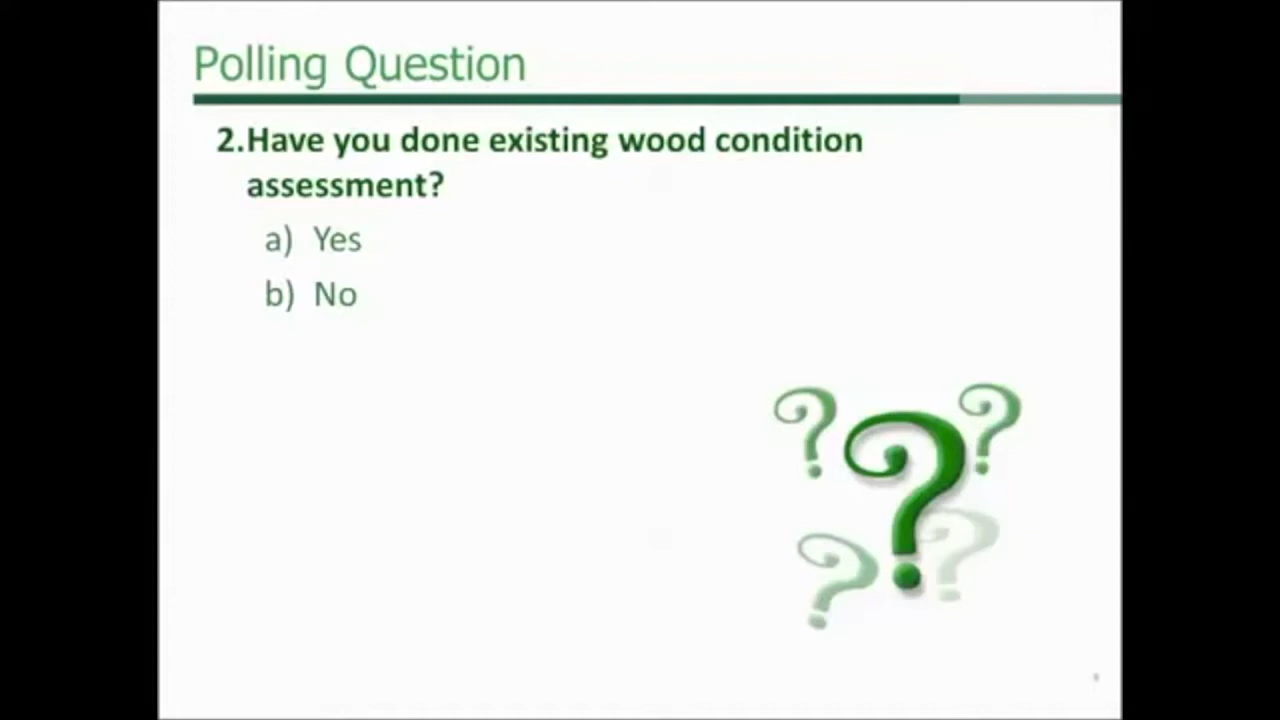 Polling Question
2.Have you done existing wood condition
assessment?
a) Yes
b) No